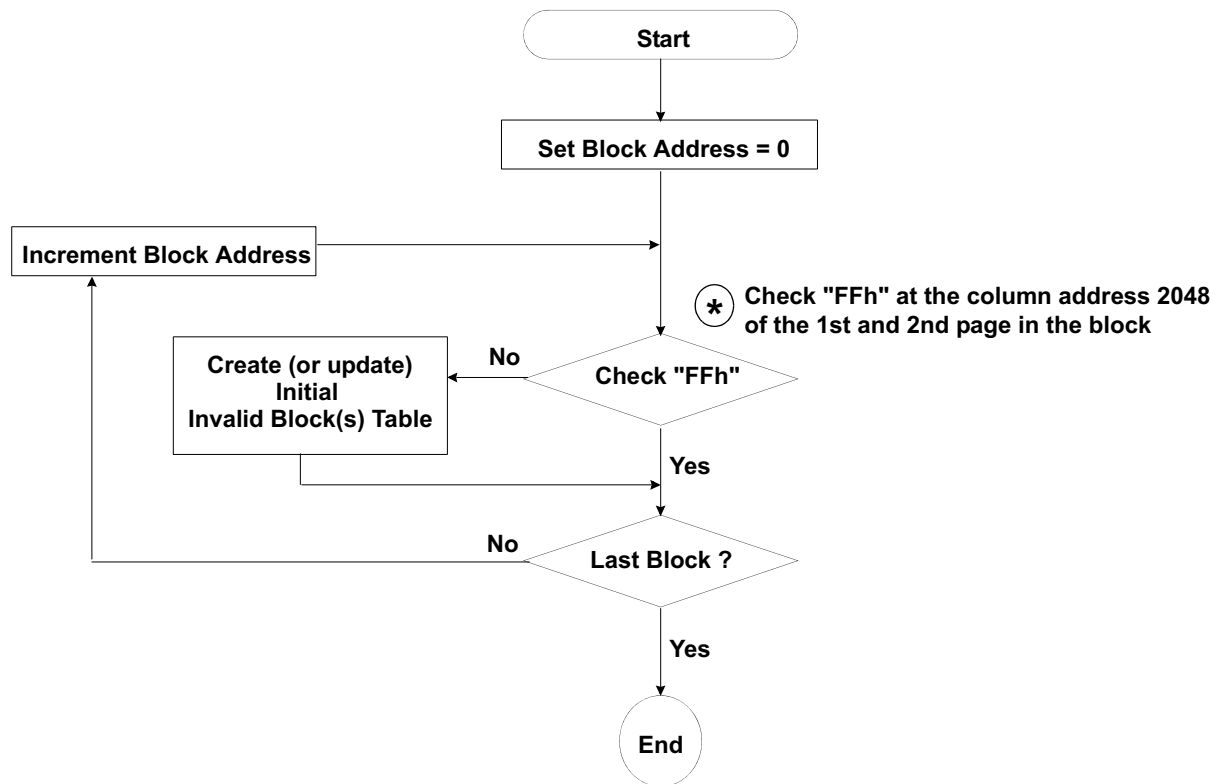 Start
Set Block Address = 0
Increment Block Address
* Check "FFh" at the column address 2048
of the 1st and 2nd page in the block
No
Create (or update)
Initial
Invalid Block(s) Table
Check "FFh"
Yes
No
Last Block ?
Yes
End